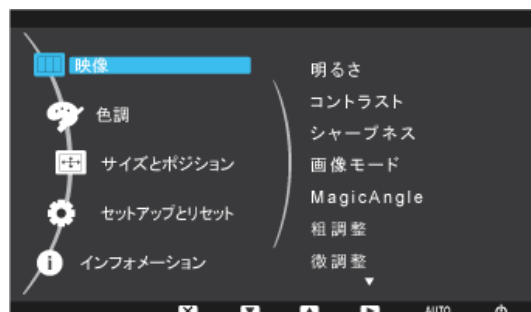 映像
色調
サイズとポジション
セットアップとリセット
インフォメーション
明るさ
コントラスト
シャープネス
画像モード
MagicAngle
粗調整
微調整
AUTO